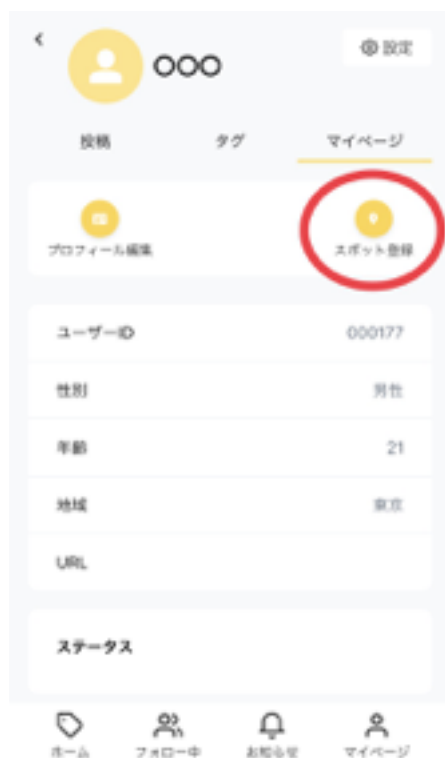 〇〇〇
設定
投稿 タグ マイページ
プロフィール編集 スポット登録
ユーザーID 000177
性別 男性
年齢 21
地域 東京
URL
ステータス
ホーム フォロー中 お知らせ マイページ